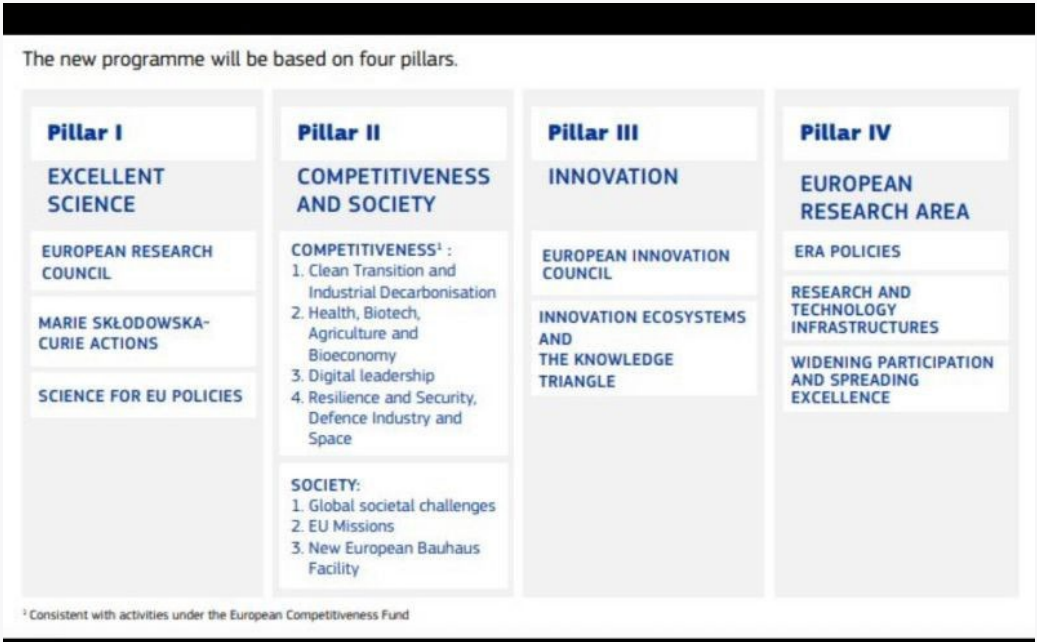 The new programme will be based on four pillars.
Pillar I
EXCELLENT
SCIENCE
EUROPEAN RESEARCH
COUNCIL
MARIE SKŁODOWSKA-
CURIE ACTIONS
SCIENCE FOR EU POLICIES
Pillar II
COMPETITIVENESS
AND SOCIETY
COMPETITIVENESS¹ :
1. Clean Transition and
Industrial Decarbonisation
2. Health, Biotech,
Agriculture and
Bioeconomy
3. Digital leadership
4. Resilience and Security,
Defence Industry and
Space
SOCIETY:
1. Global societal challenges
2. EU Missions
3. New European Bauhaus
Facility
Pillar III
INNOVATION
EUROPEAN INNOVATION
COUNCIL
INNOVATION ECOSYSTEMS
AND
THE KNOWLEDGE
TRIANGLE
Pillar IV
EUROPEAN
RESEARCH AREA
ERA POLICIES
RESEARCH AND
TECHNOLOGY
INFRASTRUCTURES
WIDENING PARTICIPATION
AND SPREADING
EXCELLENCE
¹ Consistent with activities under the European Competitiveness Fund